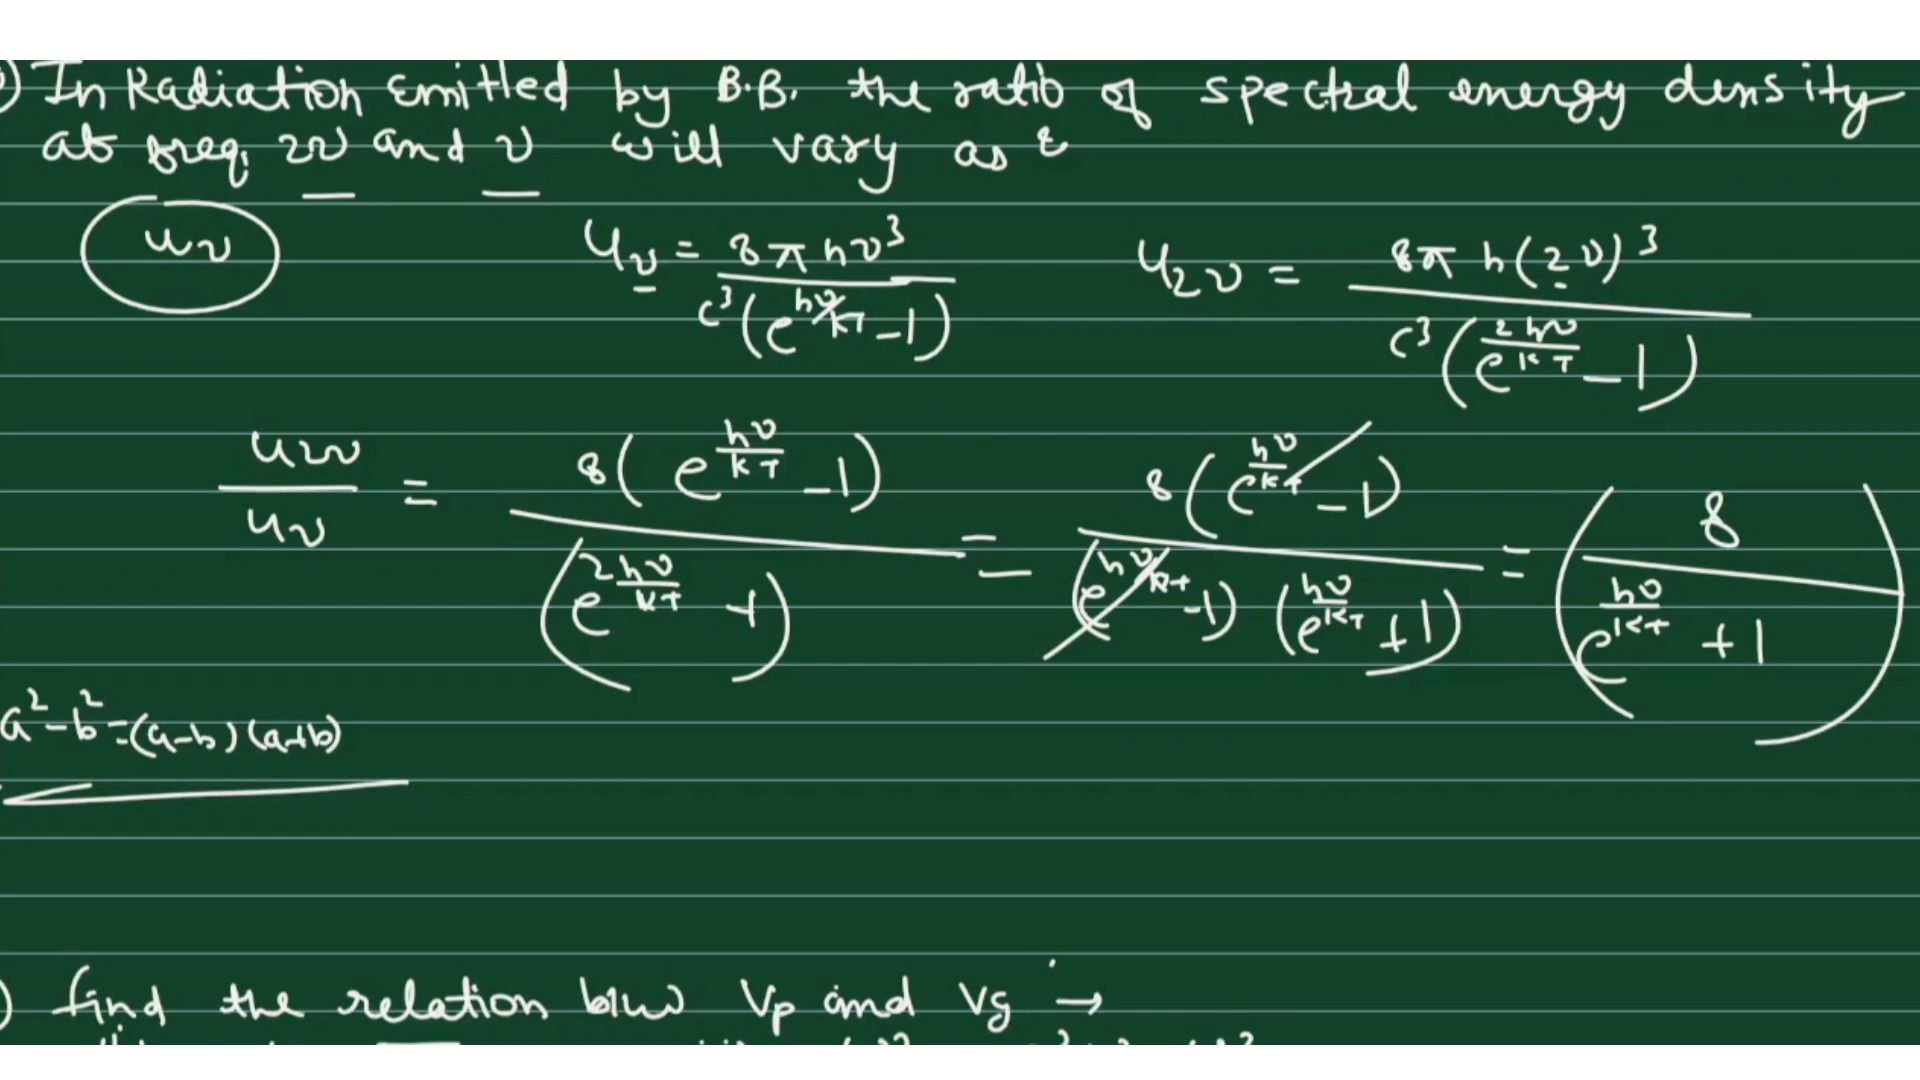 ) In Radiation Emitted by B.B. the ratio of spectral energy density
at freq. 2ν and ν will vary as
uν
uν = 8πhν³ / c³(e^(hν/kT) - 1)
u2ν = 8πh(2ν)³ / c³(e^(2hν/kT) - 1)
u2ν / uν = 8(e^(hν/kT) - 1) / (e^(2hν/kT) - 1) = 8(e^(hν/kT) - 1) / (e^(hν/kT) - 1)(e^(hν/kT) + 1) = (8 / e^(hν/kT) + 1)
a² - b² = (a-b)(a+b)
) find the relation b/w Vp and Vg :→